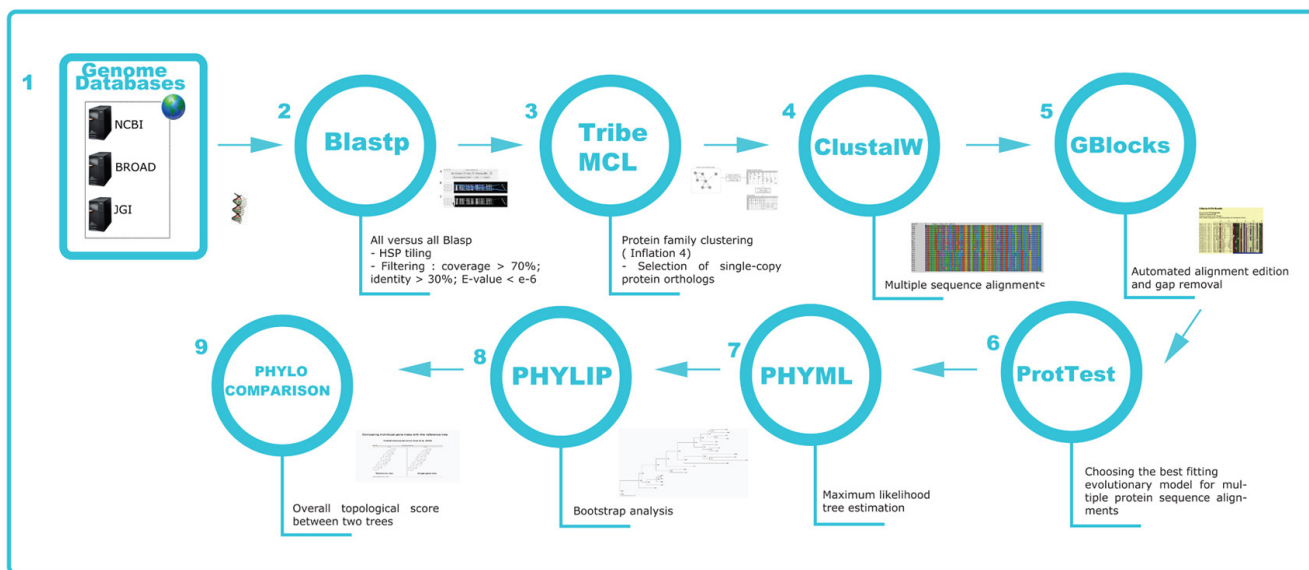 1
Genome
Databases
NCBI
BROAD
JGI
2
Blastp
All versus all Blasp
- HSP tiling
- Filtering : coverage > 70%;
identity > 30%; E-value < e-6
3
Tribe
MCL
Protein family clustering
( Inflation 4)
- Selection of single-copy
protein orthologs
4
ClustalW
Multiple sequence alignments
5
GBlocks
Automated alignment edition
and gap removal
6
ProtTest
Choosing the best fitting
evolutionary model for mul-
tiple protein sequence align-
ments
7
PHYML
Maximum likelihood
tree estimation
8
PHYLIP
Bootstrap analysis
9
PHYLO
COMPARISON
Overall topological score
between two trees